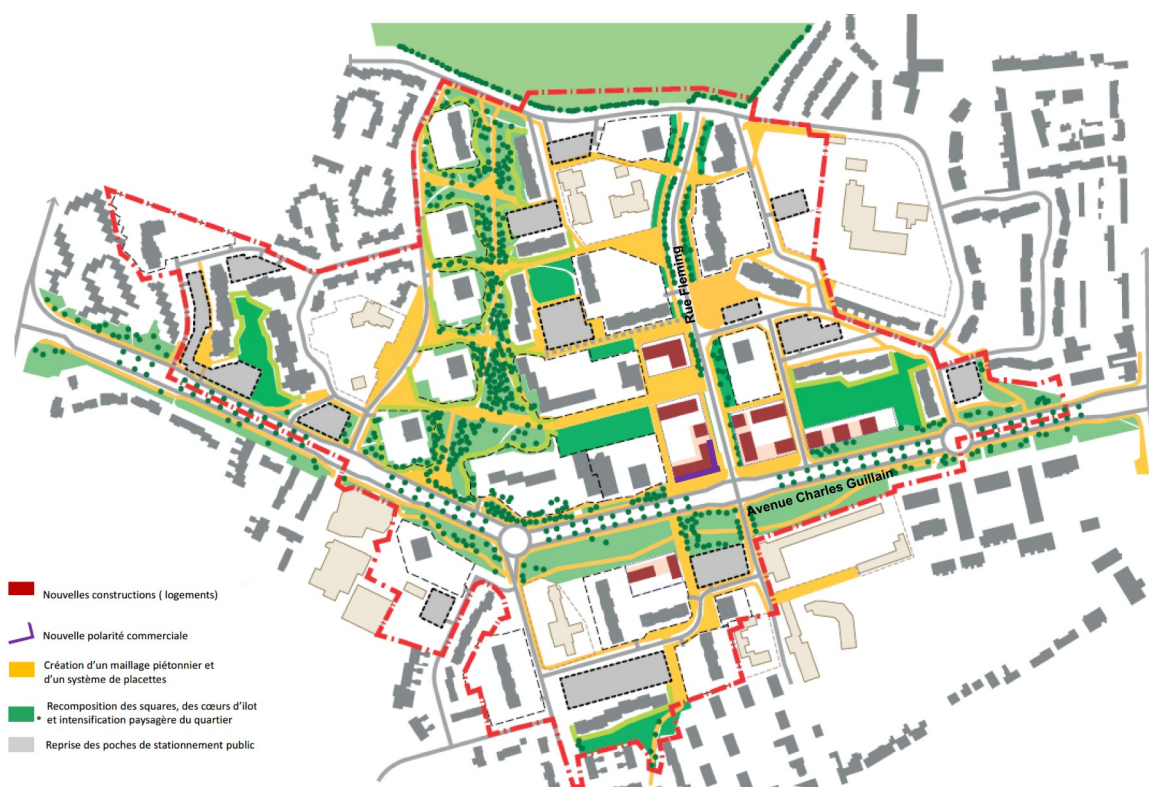 Rue Fleming
Avenue Charles Guillain
Nouvelles constructions ( logements)
Nouvelle polarité commerciale
Création d'un maillage piétonnier et
d'un système de placettes
Recomposition des squares, des cœurs d'ilot
et intensification paysagère du quartier
Reprise des poches de stationnement public